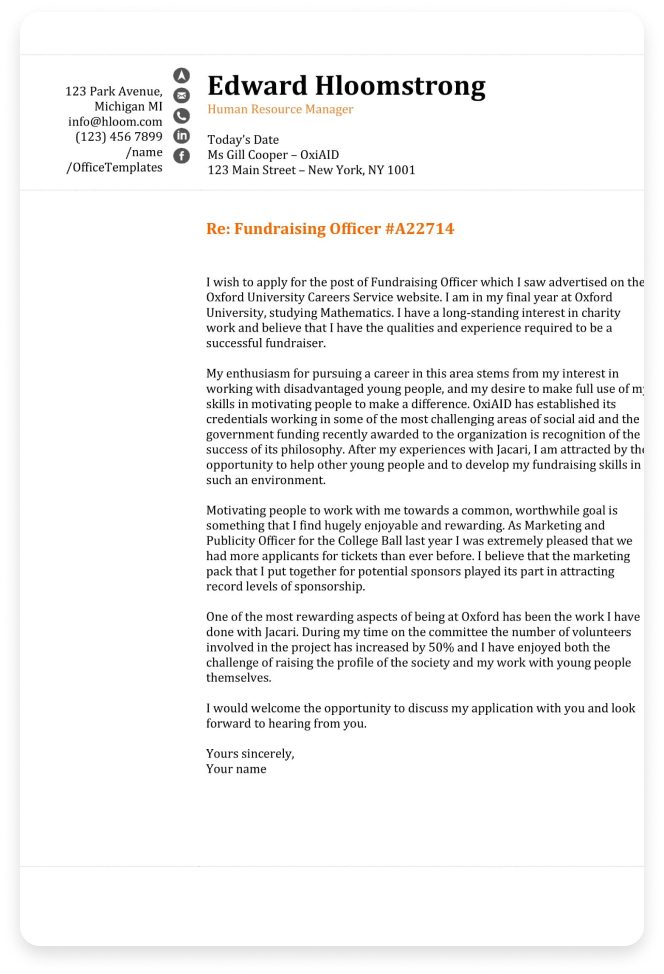 123 Park Avenue,
Michigan MI
info@hloom.com
(123) 456 7899
/name
/OfficeTemplates
in
f
Edward Hloomstrong
Human Resource Manager
Today's Date
Ms Gill Cooper – OxiAID
123 Main Street – New York, NY 1001
Re: Fundraising Officer #A22714
I wish to apply for the post of Fundraising Officer which I saw advertised on the
Oxford University Careers Service website. I am in my final year at Oxford
University, studying Mathematics. I have a long-standing interest in charity
work and believe that I have the qualities and experience required to be a
successful fundraiser.
My enthusiasm for pursuing a career in this area stems from my interest in
working with disadvantaged young people, and my desire to make full use of my
skills in motivating people to make a difference. OxiAID has established its
credentials working in some of the most challenging areas of social aid and the
government funding recently awarded to the organization is recognition of the
success of its philosophy. After my experiences with Jacari, I am attracted by the
opportunity to help other young people and to develop my fundraising skills in
such an environment.
Motivating people to work with me towards a common, worthwhile goal is
something that I find hugely enjoyable and rewarding. As Marketing and
Publicity Officer for the College Ball last year I was extremely pleased that we
had more applicants for tickets than ever before. I believe that the marketing
pack that I put together for potential sponsors played its part in attracting
record levels of sponsorship.
One of the most rewarding aspects of being at Oxford has been the work I have
done with Jacari. During my time on the committee the number of volunteers
involved in the project has increased by 50% and I have enjoyed both the
challenge of raising the profile of the society and my work with young people
themselves.
I would welcome the opportunity to discuss my application with you and look
forward to hearing from you.
Yours sincerely,
Your name